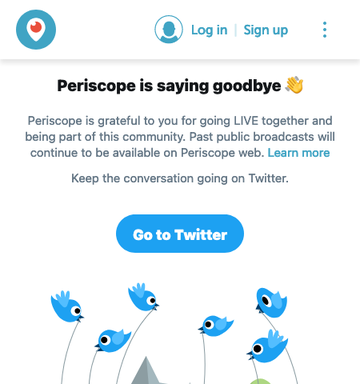 Log in | Sign up
Periscope is saying goodbye 👋
Periscope is grateful to you for going LIVE together and
being part of this community. Past public broadcasts will
continue to be available on Periscope web. Learn more
Keep the conversation going on Twitter.
Go to Twitter